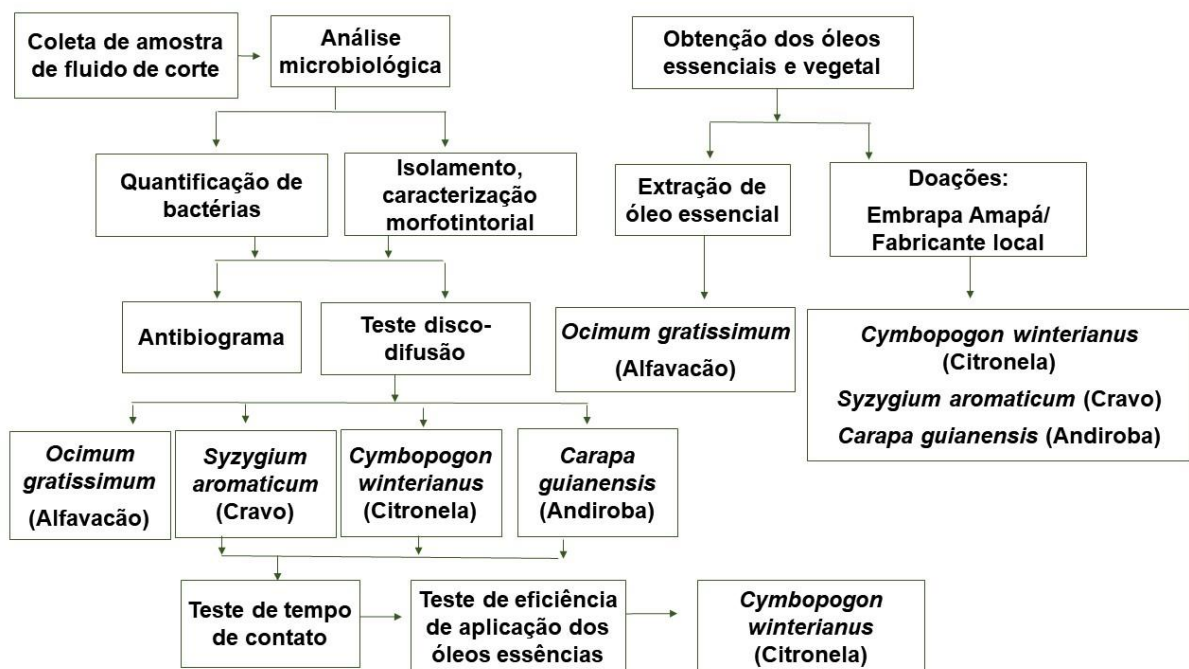 Coleta de amostra
de fluido de corte
Análise
microbiológica
Obtenção dos óleos
essenciais e vegetal
Quantificação de
bactérias
Isolamento,
caracterização
morfotintorial
Extração de
óleo essencial
Doações:
Embrapa Amapá/
Fabricante local
Antibiograma
Teste disco-
difusão
Ocimum gratissimum
(Alfavacão)
Cymbopogon winterianus
(Citronela)
Syzygium aromaticum (Cravo)
Carapa guianensis (Andiroba)
Ocimum
gratissimum
(Alfavacão)
Syzygium
aromaticum
(Cravo)
Cymbopogon
winterianus
(Citronela)
Carapa
guianensis
(Andiroba)
Teste de tempo
de contato
Teste de eficiência
de aplicação dos
óleos essências
Cymbopogon
winterianus
(Citronela)